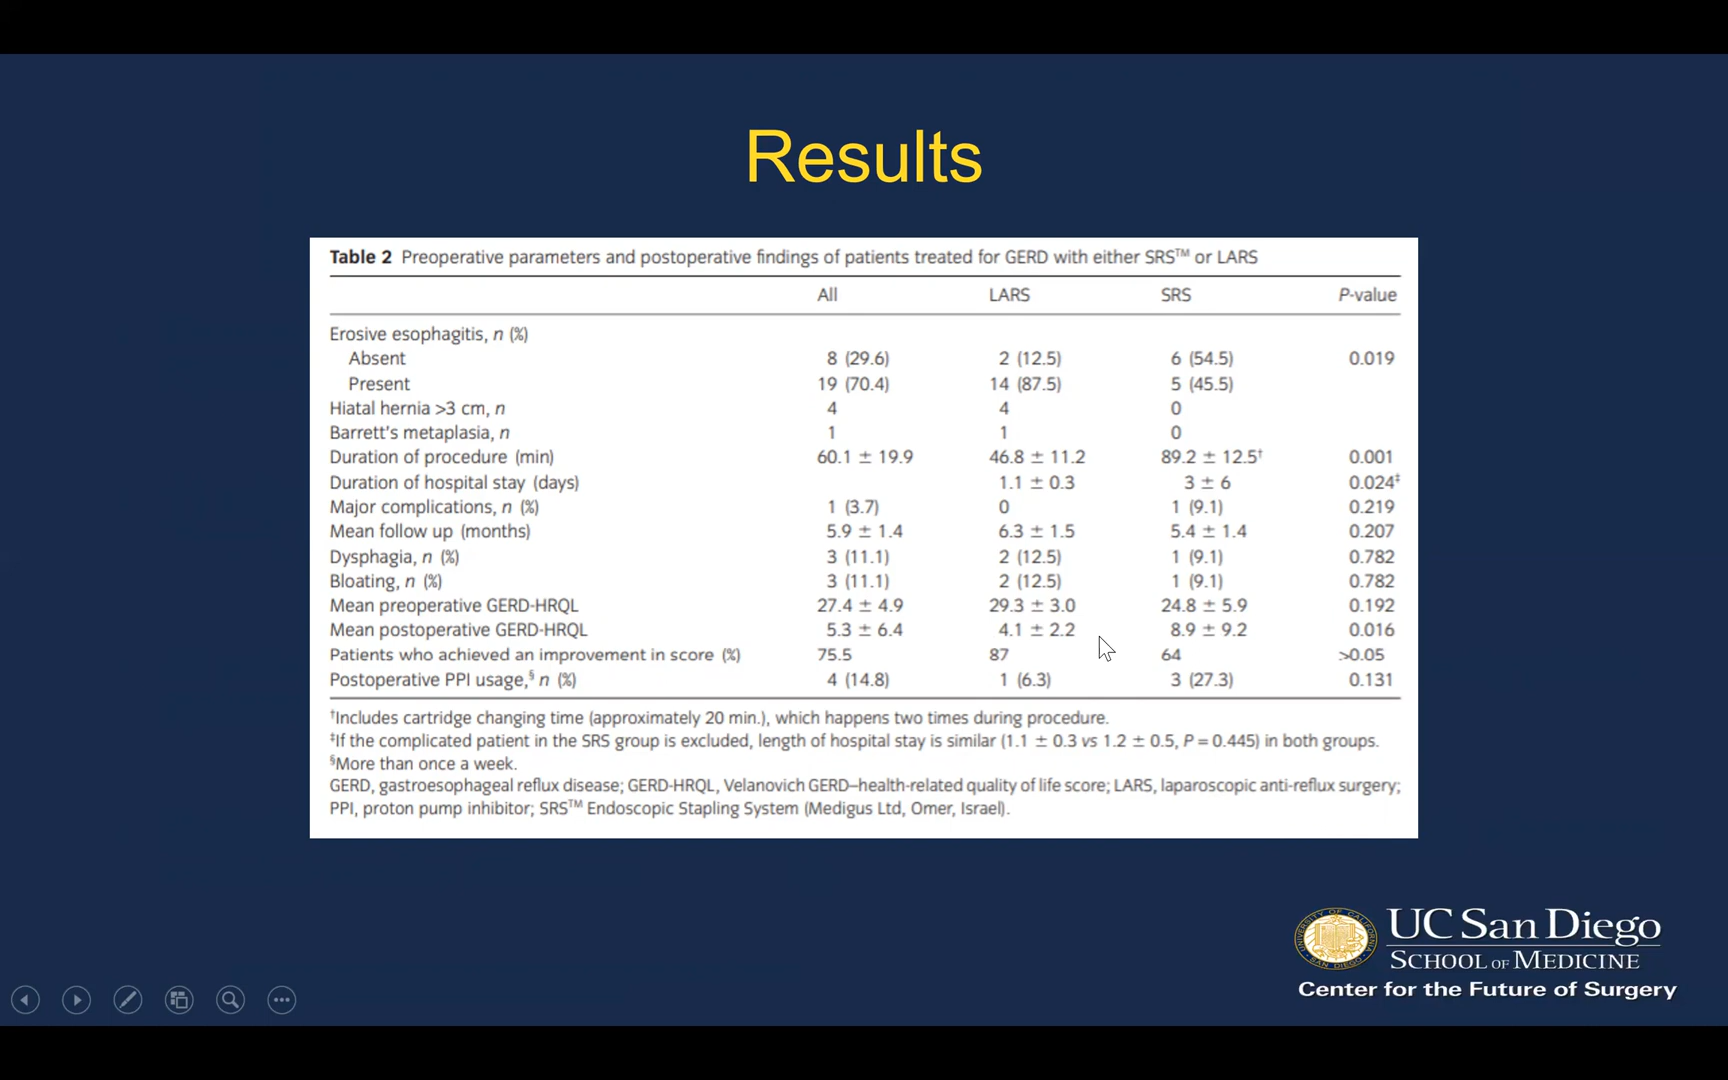 Results
Table 2 Preoperative parameters and postoperative findings of patients treated for GERD with either SRS™ or LARS
All LARS SRS P-value
Erosive esophagitis, n (%)
Absent 8 (29.6) 2 (12.5) 6 (54.5) 0.019
Present 19 (70.4) 14 (87.5) 5 (45.5)
Hiatal hernia >3 cm, n 4 4 0
Barrett's metaplasia, n 1 1 0
Duration of procedure (min) 60.1 ± 19.9 46.8 ± 11.2 89.2 ± 12.5† 0.001
Duration of hospital stay (days) 1.1 ± 0.3 3 ± 6 0.024‡
Major complications, n (%) 1 (3.7) 0 1 (9.1) 0.219
Mean follow up (months) 5.9 ± 1.4 6.3 ± 1.5 5.4 ± 1.4 0.207
Dysphagia, n (%) 3 (11.1) 2 (12.5) 1 (9.1) 0.782
Bloating, n (%) 3 (11.1) 2 (12.5) 1 (9.1) 0.782
Mean preoperative GERD-HRQL 27.4 ± 4.9 29.3 ± 3.0 24.8 ± 5.9 0.192
Mean postoperative GERD-HRQL 5.3 ± 6.4 4.1 ± 2.2 8.9 ± 9.2 0.016
Patients who achieved an improvement in score (%) 75.5 87 64 >0.05
Postoperative PPI usage,§ n (%) 4 (14.8) 1 (6.3) 3 (27.3) 0.131
†Includes cartridge changing time (approximately 20 min.), which happens two times during procedure.
‡If the complicated patient in the SRS group is excluded, length of hospital stay is similar (1.1 ± 0.3 vs 1.2 ± 0.5, P = 0.445) in both groups.
§More than once a week.
GERD, gastroesophageal reflux disease; GERD-HRQL, Velanovich GERD–health-related quality of life score; LARS, laparoscopic anti-reflux surgery;
PPI, proton pump inhibitor; SRS™ Endoscopic Stapling System (Medigus Ltd, Omer, Israel).
UC San Diego
SCHOOL OF MEDICINE
Center for the Future of Surgery